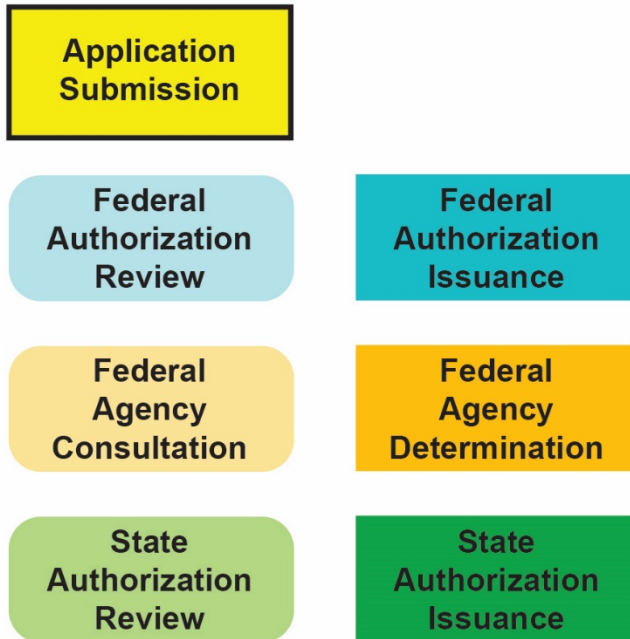 Application
Submission
Federal
Authorization
Review
Federal
Authorization
Issuance
Federal
Agency
Consultation
Federal
Agency
Determination
State
Authorization
Review
State
Authorization
Issuance